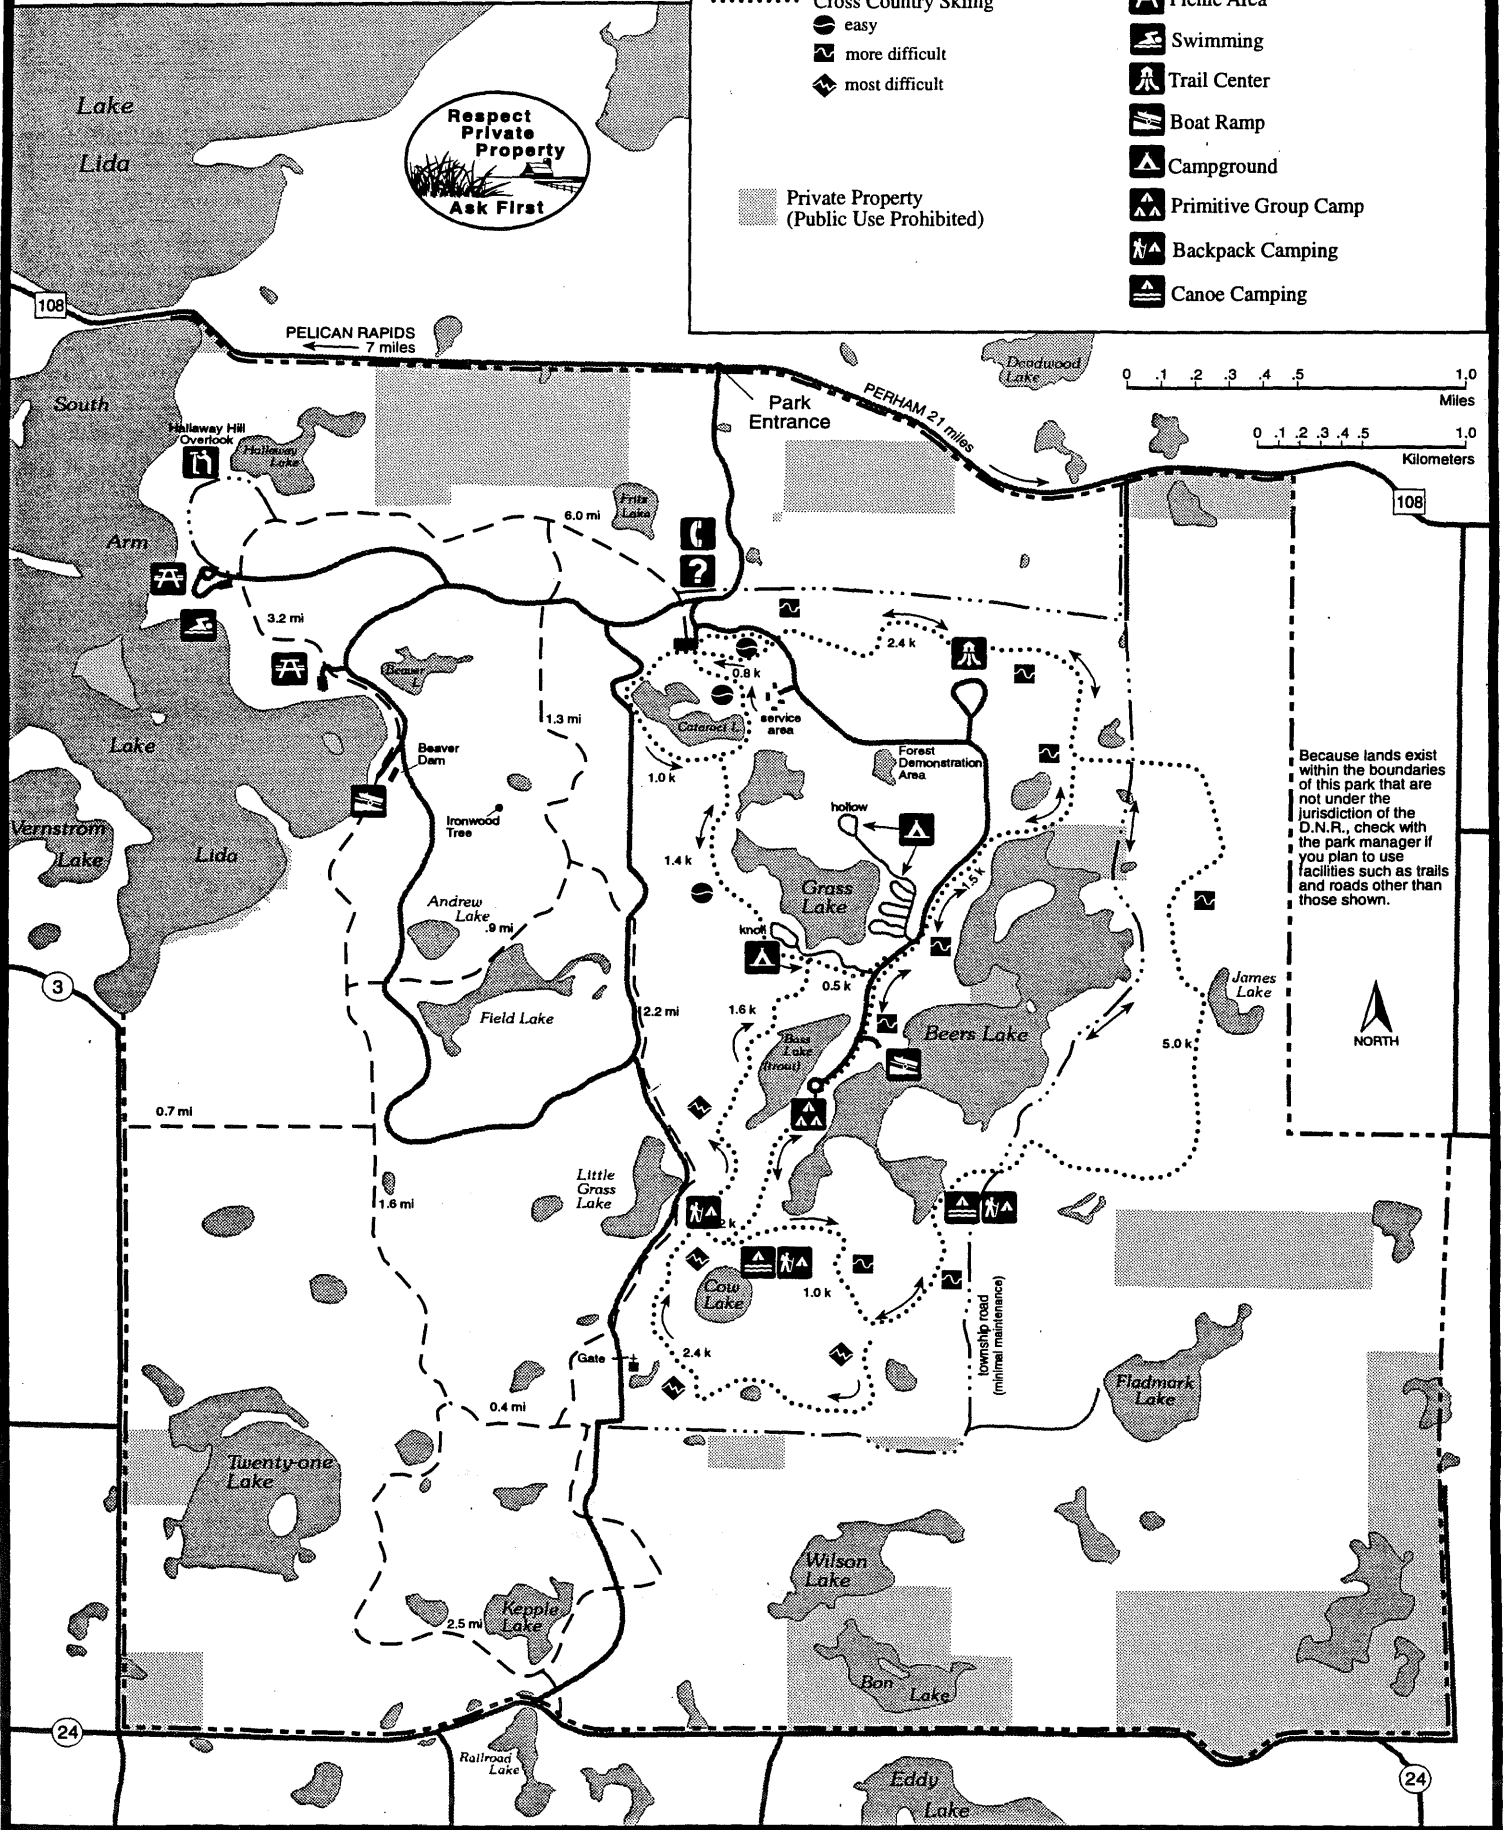 Cross Country Skiing
easy
more difficult
most difficult
Private Property
(Public Use Prohibited)
Picnic Area
Swimming
Trail Center
Boat Ramp
Campground
Primitive Group Camp
Backpack Camping
Canoe Camping
Lake
Lida
Respect
Private
Property
Ask First
108
PELICAN RAPIDS
7 miles
Deadwood
Lake
0 .1 .2 .3 .4 .5 1.0
Miles
0 .1 .2 .3 .4 .5 1.0
Kilometers
Park
Entrance
PERHAM 21 miles
108
South
Arm
Lake
Lida
Hallaway Hill
Overlook
Hallaway
Lake
Fritz
Lake
6.0 mi
?
3.2 mi
Beaver
L.
2.4 k
0.8 k
service
area
Cataract L.
1.0 k
1.3 mi
Beaver
Dam
Ironwood
Tree
Forest
Demonstration
Area
hollow
Because lands exist
within the boundaries
of this park that are
not under the
jurisdiction of the
D.N.R., check with
the park manager if
you plan to use
facilities such as trails
and roads other than
those shown.
Vernstrom
Lake
1.4 k
Grass
Lake
1.5 k
Andrew
Lake
.9 mi
knoll
0.5 k
3
Field Lake
2.2 mi
1.6 k
Bass
Lake
(trout)
Beers Lake
James
Lake
5.0 k
NORTH
0.7 mi
1.6 mi
Little
Grass
Lake
2 k
Cow
Lake
1.0 k
township road
(minimal maintenance)
Gate
2.4 k
0.4 mi
Fladmark
Lake
Twenty-one
Lake
Wilson
Lake
Kepple
Lake
2.5 mi
Bon
Lake
24
Railroad
Lake
Eddy
Lake
24